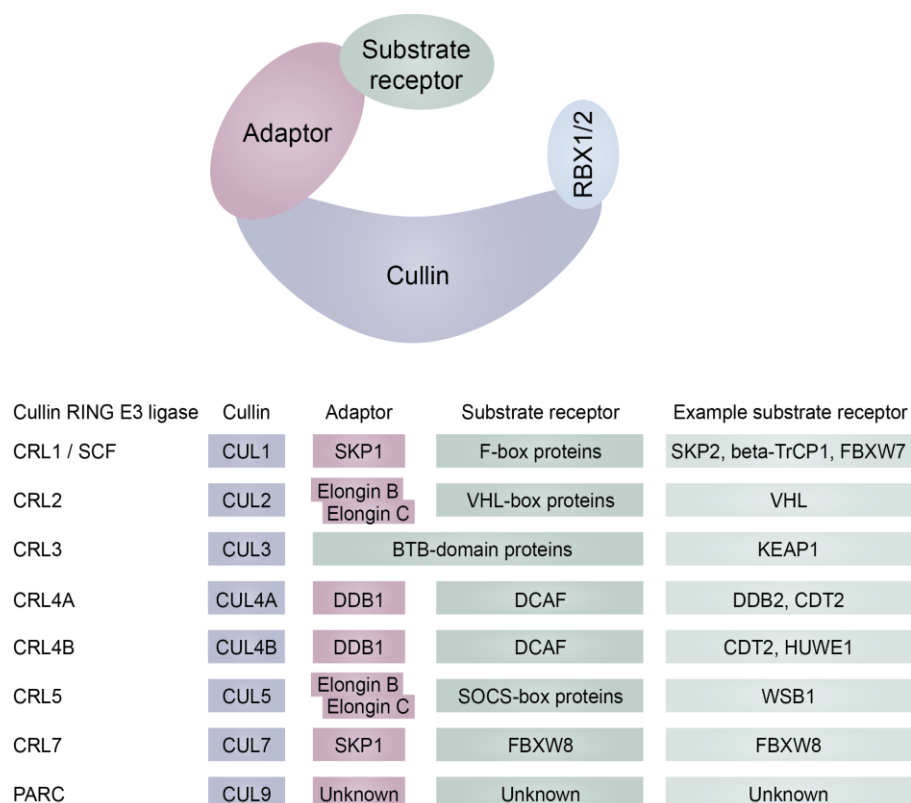 Substrate
receptor
Adaptor
RBX1/2
Cullin
Cullin RING E3 ligase Cullin Adaptor Substrate receptor Example substrate receptor
CRL1 / SCF CUL1 SKP1 F-box proteins SKP2, beta-TrCP1, FBXW7
CRL2 CUL2 Elongin B Elongin C VHL-box proteins VHL
CRL3 CUL3 BTB-domain proteins KEAP1
CRL4A CUL4A DDB1 DCAF DDB2, CDT2
CRL4B CUL4B DDB1 DCAF CDT2, HUWE1
CRL5 CUL5 Elongin B Elongin C SOCS-box proteins WSB1
CRL7 CUL7 SKP1 FBXW8 FBXW8
PARC CUL9 Unknown Unknown Unknown